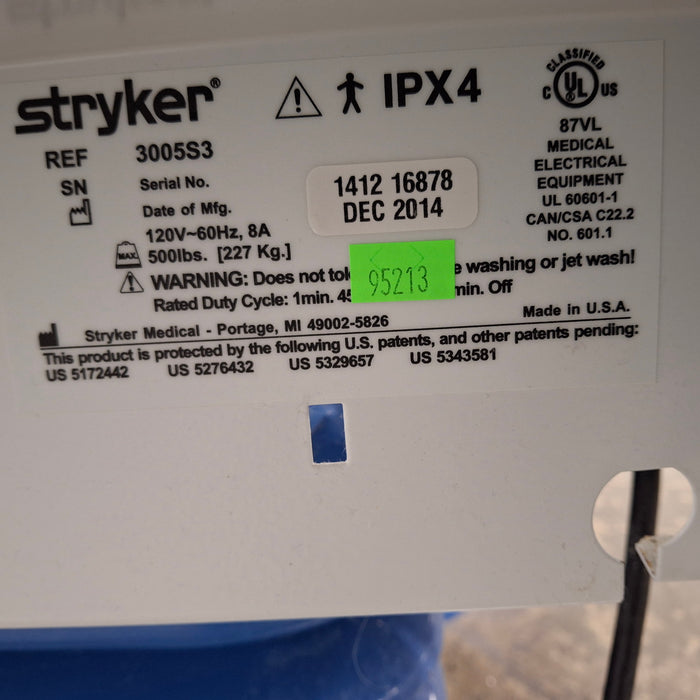 stryker®
IPX4
REF 3005S3
SN Serial No. 1412 16878
Date of Mfg. DEC 2014
120V~60Hz, 8A
MAX. 500lbs. [227 Kg.]
CLASSIFIED
C UL US
87VL
MEDICAL
ELECTRICAL
EQUIPMENT
UL 60601-1
CAN/CSA C22.2
NO. 601.1
WARNING: Does not tol e washing or jet wash!
95213
Rated Duty Cycle: 1min. 45 min. Off
Made in U.S.A.
Stryker Medical - Portage, MI 49002-5826
This product is protected by the following U.S. patents, and other patents pending:
US 5172442 US 5276432 US 5329657 US 5343581